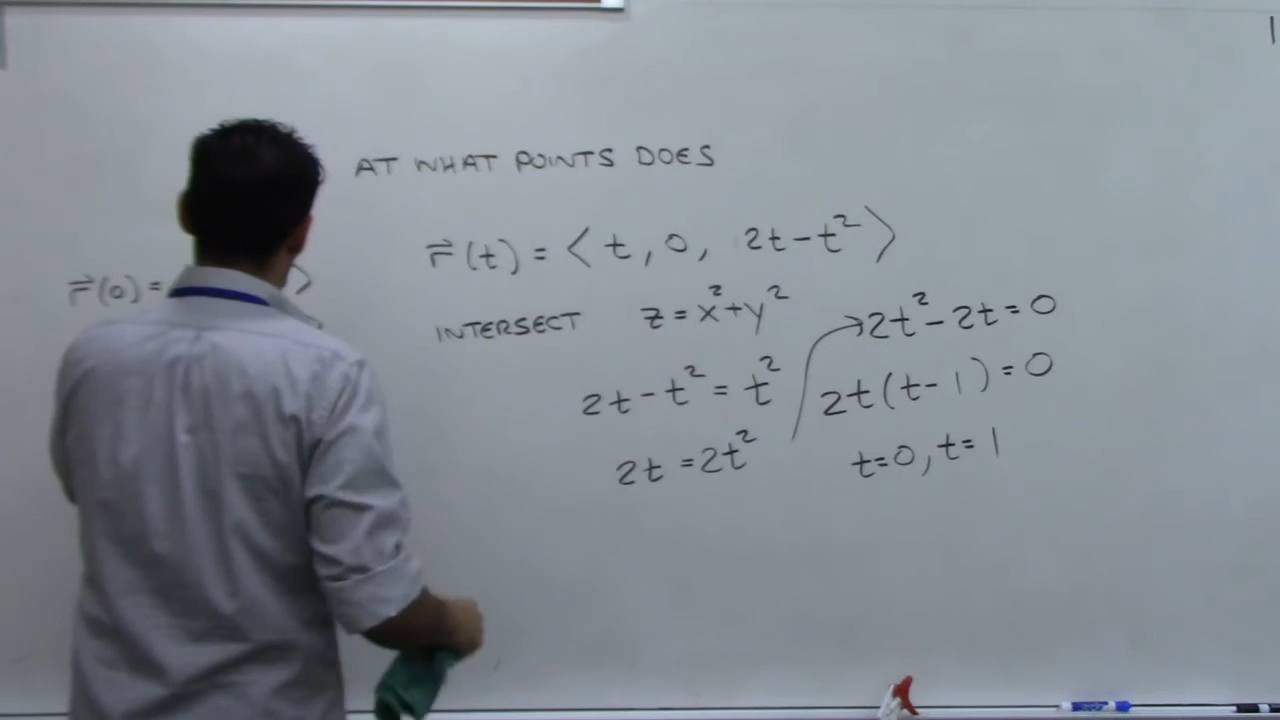 AT WHAT POINTS DOES
r⃗(t) = ⟨t, 0, 2t-t²⟩
r⃗(0) = ⟩
INTERSECT z = x²+y²
2t-t² = t²
2t = 2t²
2t²-2t=0
2t(t-1)=0
t=0, t=1